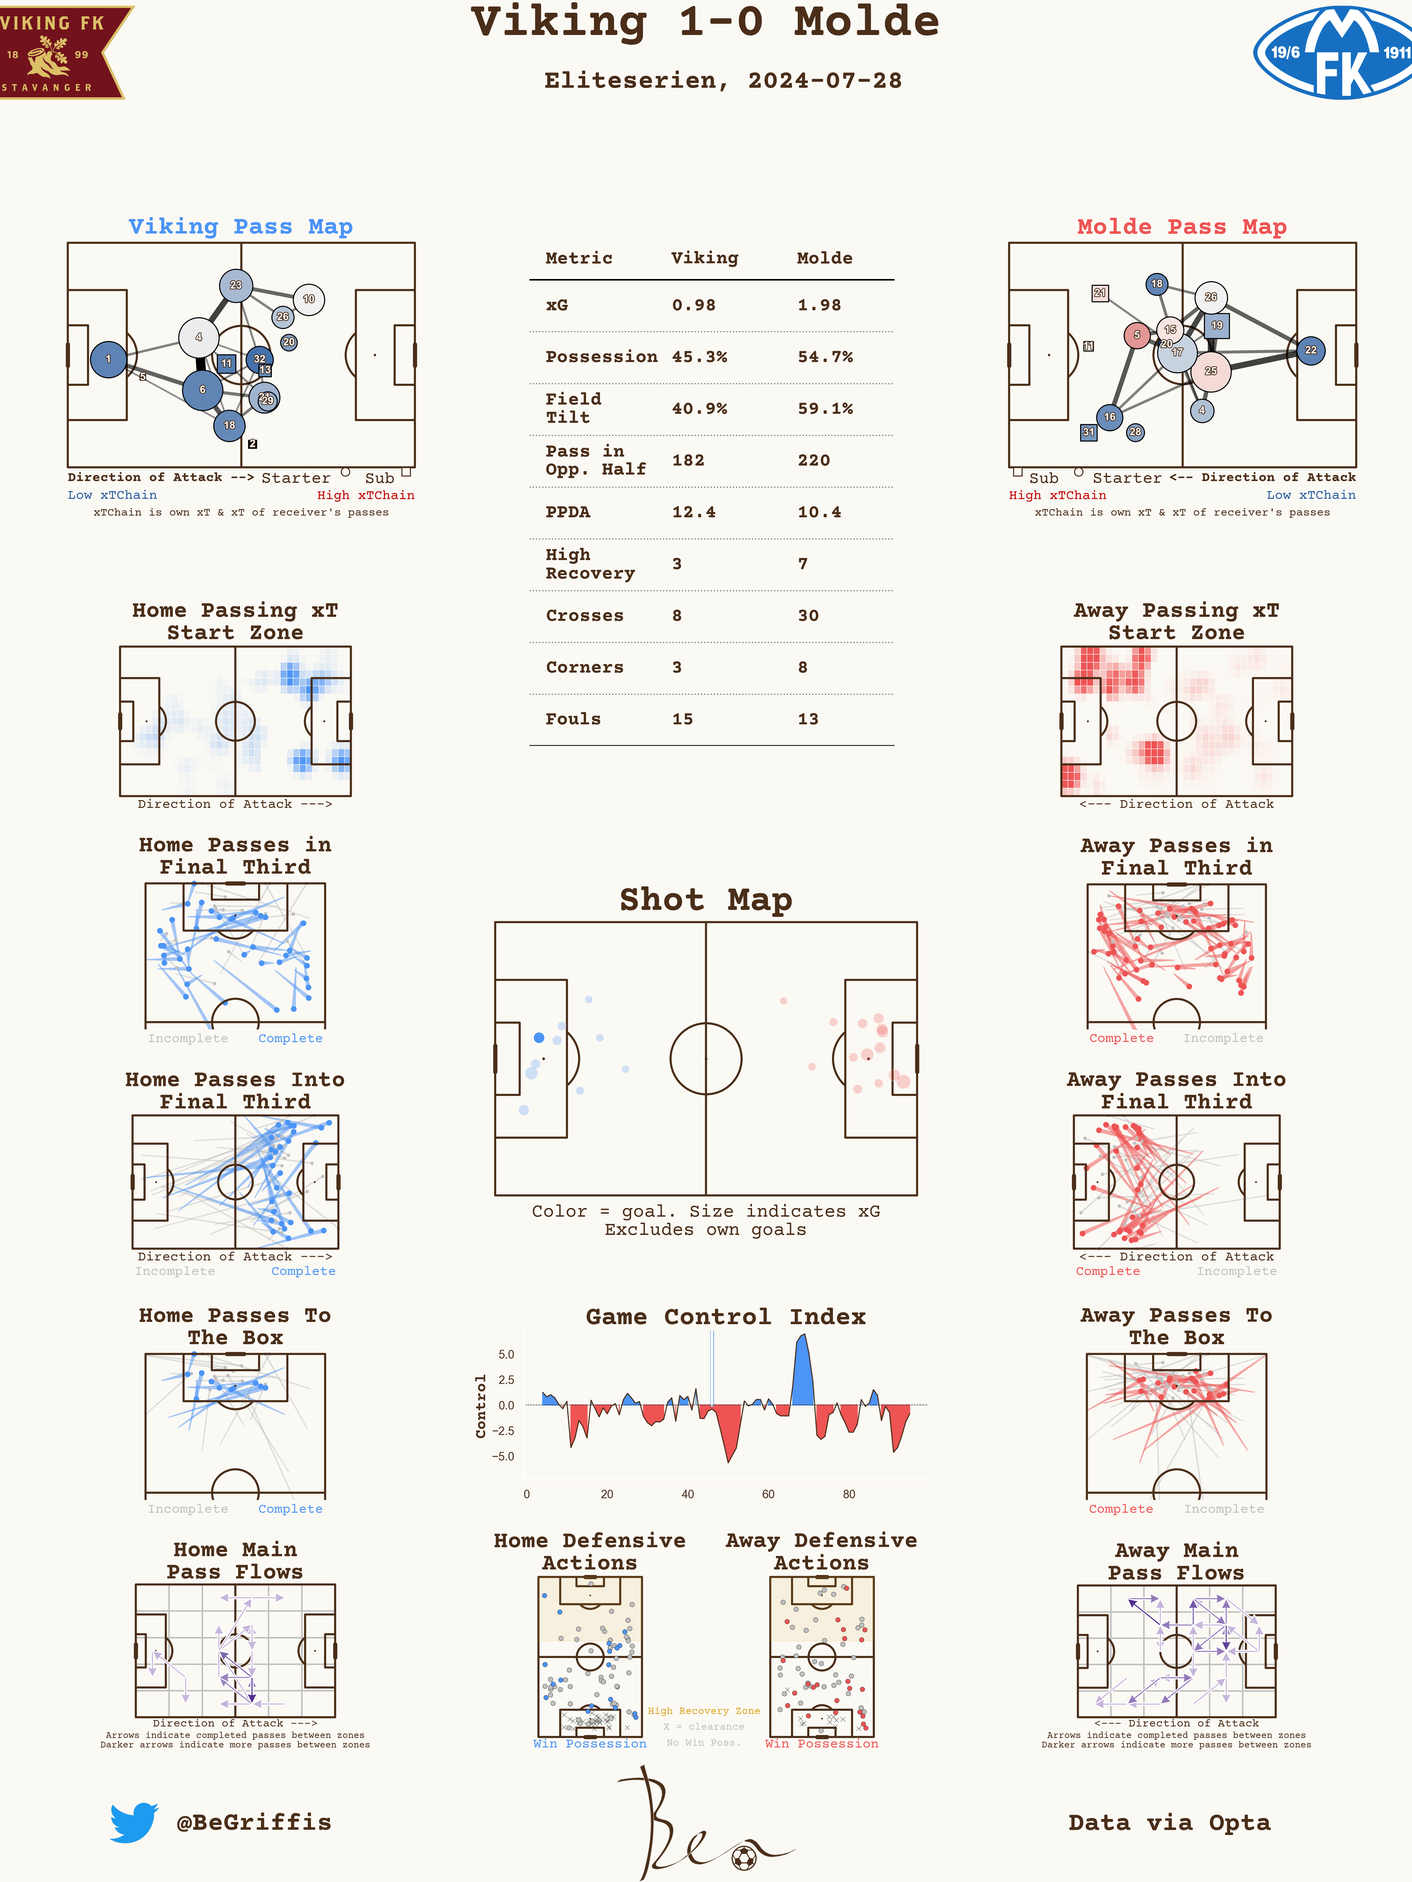 VIKING FK
18 99
STAVANGER
Viking 1-0 Molde
Eliteserien, 2024-07-28
19/6 M 1911
FK
Viking Pass Map
23
10
26
4
20
1
11
32
13
5
6
29
18
2
Direction of Attack --> Starter Sub
Low xTChain High xTChain
xTChain is own xT & xT of receiver's passes
Metric Viking Molde
xG 0.98 1.98
Possession 45.3% 54.7%
Field
Tilt 40.9% 59.1%
Pass in
Opp. Half 182 220
PPDA 12.4 10.4
High
Recovery 3 7
Crosses 8 30
Corners 3 8
Fouls 15 13
Molde Pass Map
18
21
26
19
15
5
20
17
22
25
4
16
31
28
Sub Starter <-- Direction of Attack
High xTChain Low xTChain
xTChain is own xT & xT of receiver's passes
Home Passing xT
Start Zone
Direction of Attack --->
Away Passing xT
Start Zone
<--- Direction of Attack
Home Passes in
Final Third
Incomplete Complete
Away Passes in
Final Third
Complete Incomplete
Shot Map
Color = goal. Size indicates xG
Excludes own goals
Home Passes Into
Final Third
Direction of Attack --->
Incomplete Complete
Away Passes Into
Final Third
<--- Direction of Attack
Complete Incomplete
Home Passes To
The Box
Incomplete Complete
Game Control Index
Control
5.0
2.5
0.0
−2.5
−5.0
0 20 40 60 80
Away Passes To
The Box
Complete Incomplete
Home Main
Pass Flows
Direction of Attack --->
Arrows indicate completed passes between zones
Darker arrows indicate more passes between zones
Home Defensive
Actions
Win Possession
High Recovery Zone
X = clearance
No Win Poss.
Away Defensive
Actions
Win Possession
Away Main
Pass Flows
<--- Direction of Attack
Arrows indicate completed passes between zones
Darker arrows indicate more passes between zones
@BeGriffis
Ben
Data via Opta